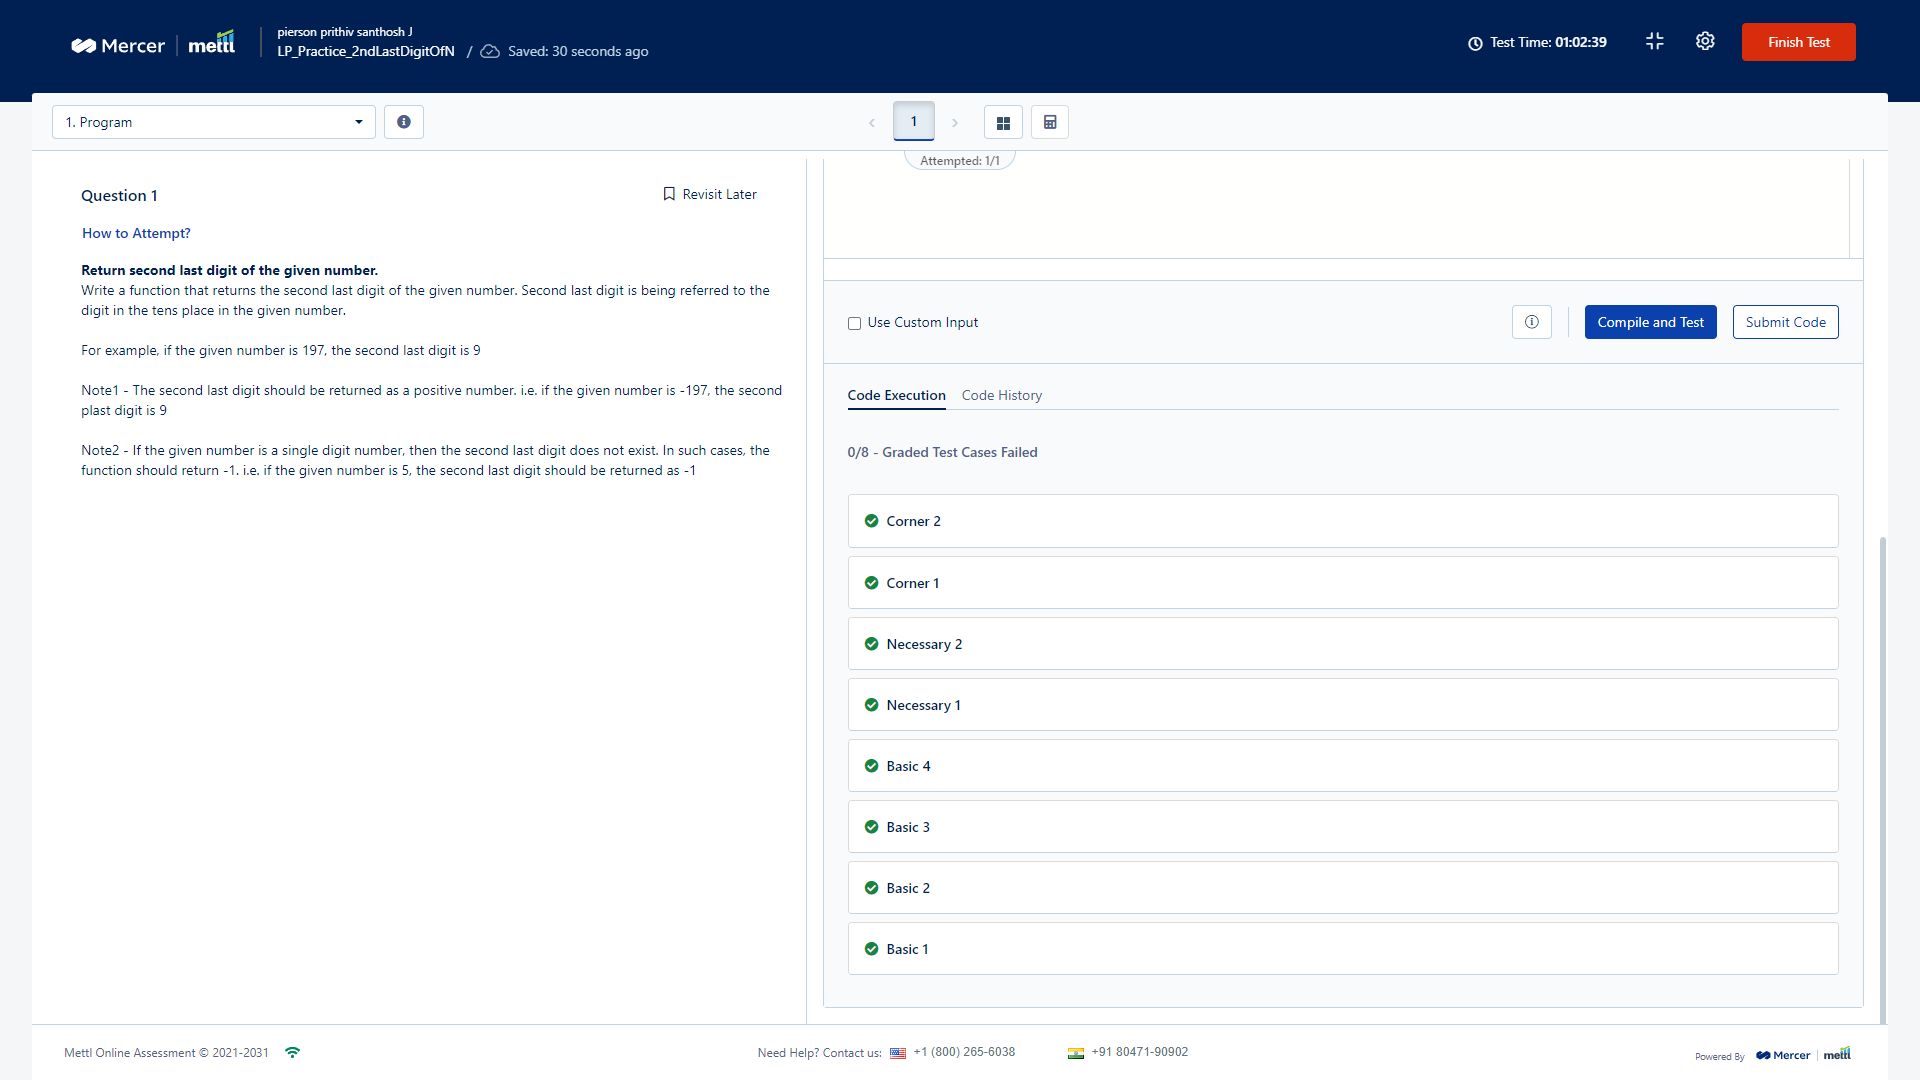 Mercer mettl
pierson prithiv santhosh J
LP_Practice_2ndLastDigitOfN / Saved: 30 seconds ago
Test Time: 01:02:39
Finish Test
1. Program
1
Attempted: 1/1
Question 1
Revisit Later
How to Attempt?
Return second last digit of the given number.
Write a function that returns the second last digit of the given number. Second last digit is being referred to the
digit in the tens place in the given number.
For example, if the given number is 197, the second last digit is 9
Note1 - The second last digit should be returned as a positive number. i.e. if the given number is -197, the second
plast digit is 9
Note2 - If the given number is a single digit number, then the second last digit does not exist. In such cases, the
function should return -1. i.e. if the given number is 5, the second last digit should be returned as -1
Use Custom Input
Compile and Test
Submit Code
Code Execution
Code History
0/8 - Graded Test Cases Failed
Corner 2
Corner 1
Necessary 2
Necessary 1
Basic 4
Basic 3
Basic 2
Basic 1
Mettl Online Assessment © 2021-2031
Need Help? Contact us: +1 (800) 265-6038
+91 80471-90902
Powered By Mercer mettl